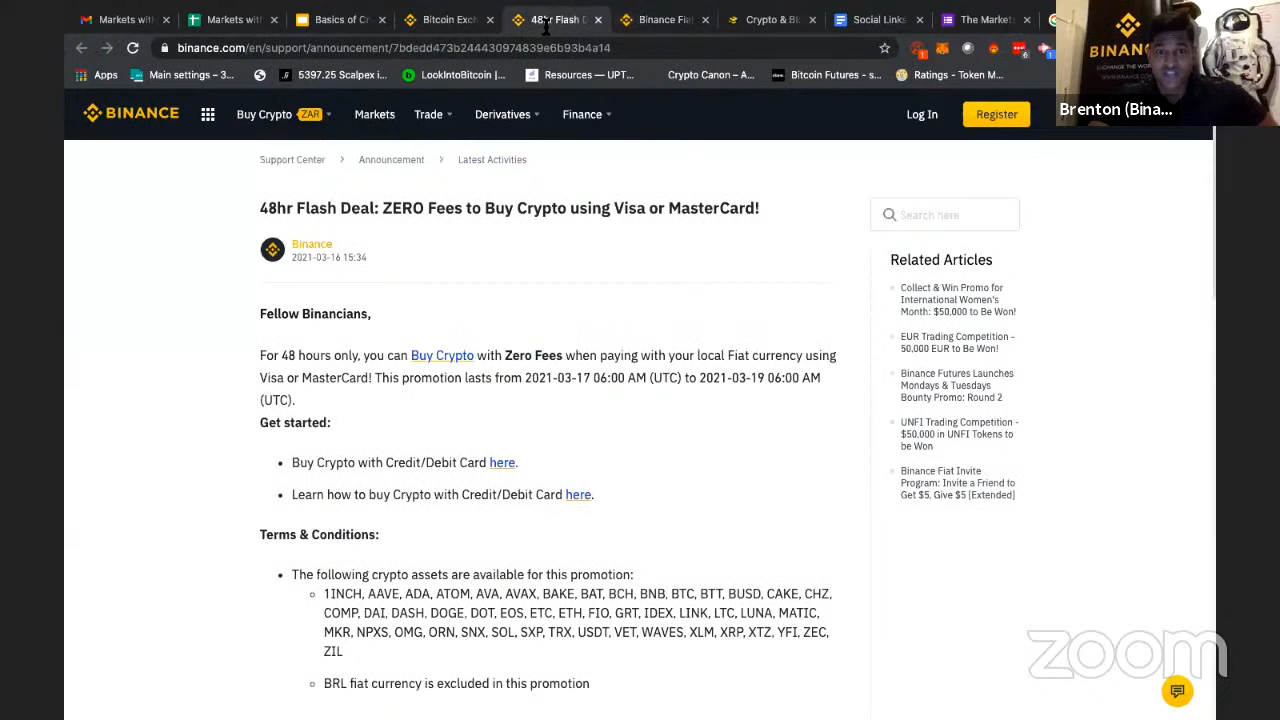 Markets wit
Markets wit
Basics of Cr
Bitcoin Exch
48hr Flash D
Binance Fiat
Crypto & Bl
Social Links
The Markets
binance.com/en/support/announcement/7bdedd473b244430974839e6b93b4a14
Apps
Main settings – 3...
5397.25 Scalpex i...
LookIntoBitcoin |...
Resources — UPT...
Crypto Canon – A...
Bitcoin Futures - s...
Ratings - Token M...
BINANCE
EXCHANGE THE WOR
Brenton (Bina...
BINANCE
Buy Crypto ZAR
Markets
Trade
Derivatives
Finance
Log In
Register
Support Center > Announcement > Latest Activities
48hr Flash Deal: ZERO Fees to Buy Crypto using Visa or MasterCard!
Binance
2021-03-16 15:34
Fellow Binancians,
For 48 hours only, you can Buy Crypto with Zero Fees when paying with your local Fiat currency using
Visa or MasterCard! This promotion lasts from 2021-03-17 06:00 AM (UTC) to 2021-03-19 06:00 AM
(UTC).
Get started:
• Buy Crypto with Credit/Debit Card here.
• Learn how to buy Crypto with Credit/Debit Card here.
Terms & Conditions:
• The following crypto assets are available for this promotion:
1INCH, AAVE, ADA, ATOM, AVA, AVAX, BAKE, BAT, BCH, BNB, BTC, BTT, BUSD, CAKE, CHZ,
COMP, DAI, DASH, DOGE, DOT, EOS, ETC, ETH, FIO, GRT, IDEX, LINK, LTC, LUNA, MATIC,
MKR, NPXS, OMG, ORN, SNX, SOL, SXP, TRX, USDT, VET, WAVES, XLM, XRP, XTZ, YFI, ZEC,
ZIL
BRL fiat currency is excluded in this promotion
Search here
Related Articles
Collect & Win Promo for
International Women's
Month: $50,000 to Be Won!
EUR Trading Competition -
50,000 EUR to Be Won!
Binance Futures Launches
Mondays & Tuesdays
Bounty Promo: Round 2
UNFI Trading Competition -
$50,000 in UNFI Tokens to
be Won
Binance Fiat Invite
Program: Invite a Friend to
Get $5. Give $5 [Extended]
zoom